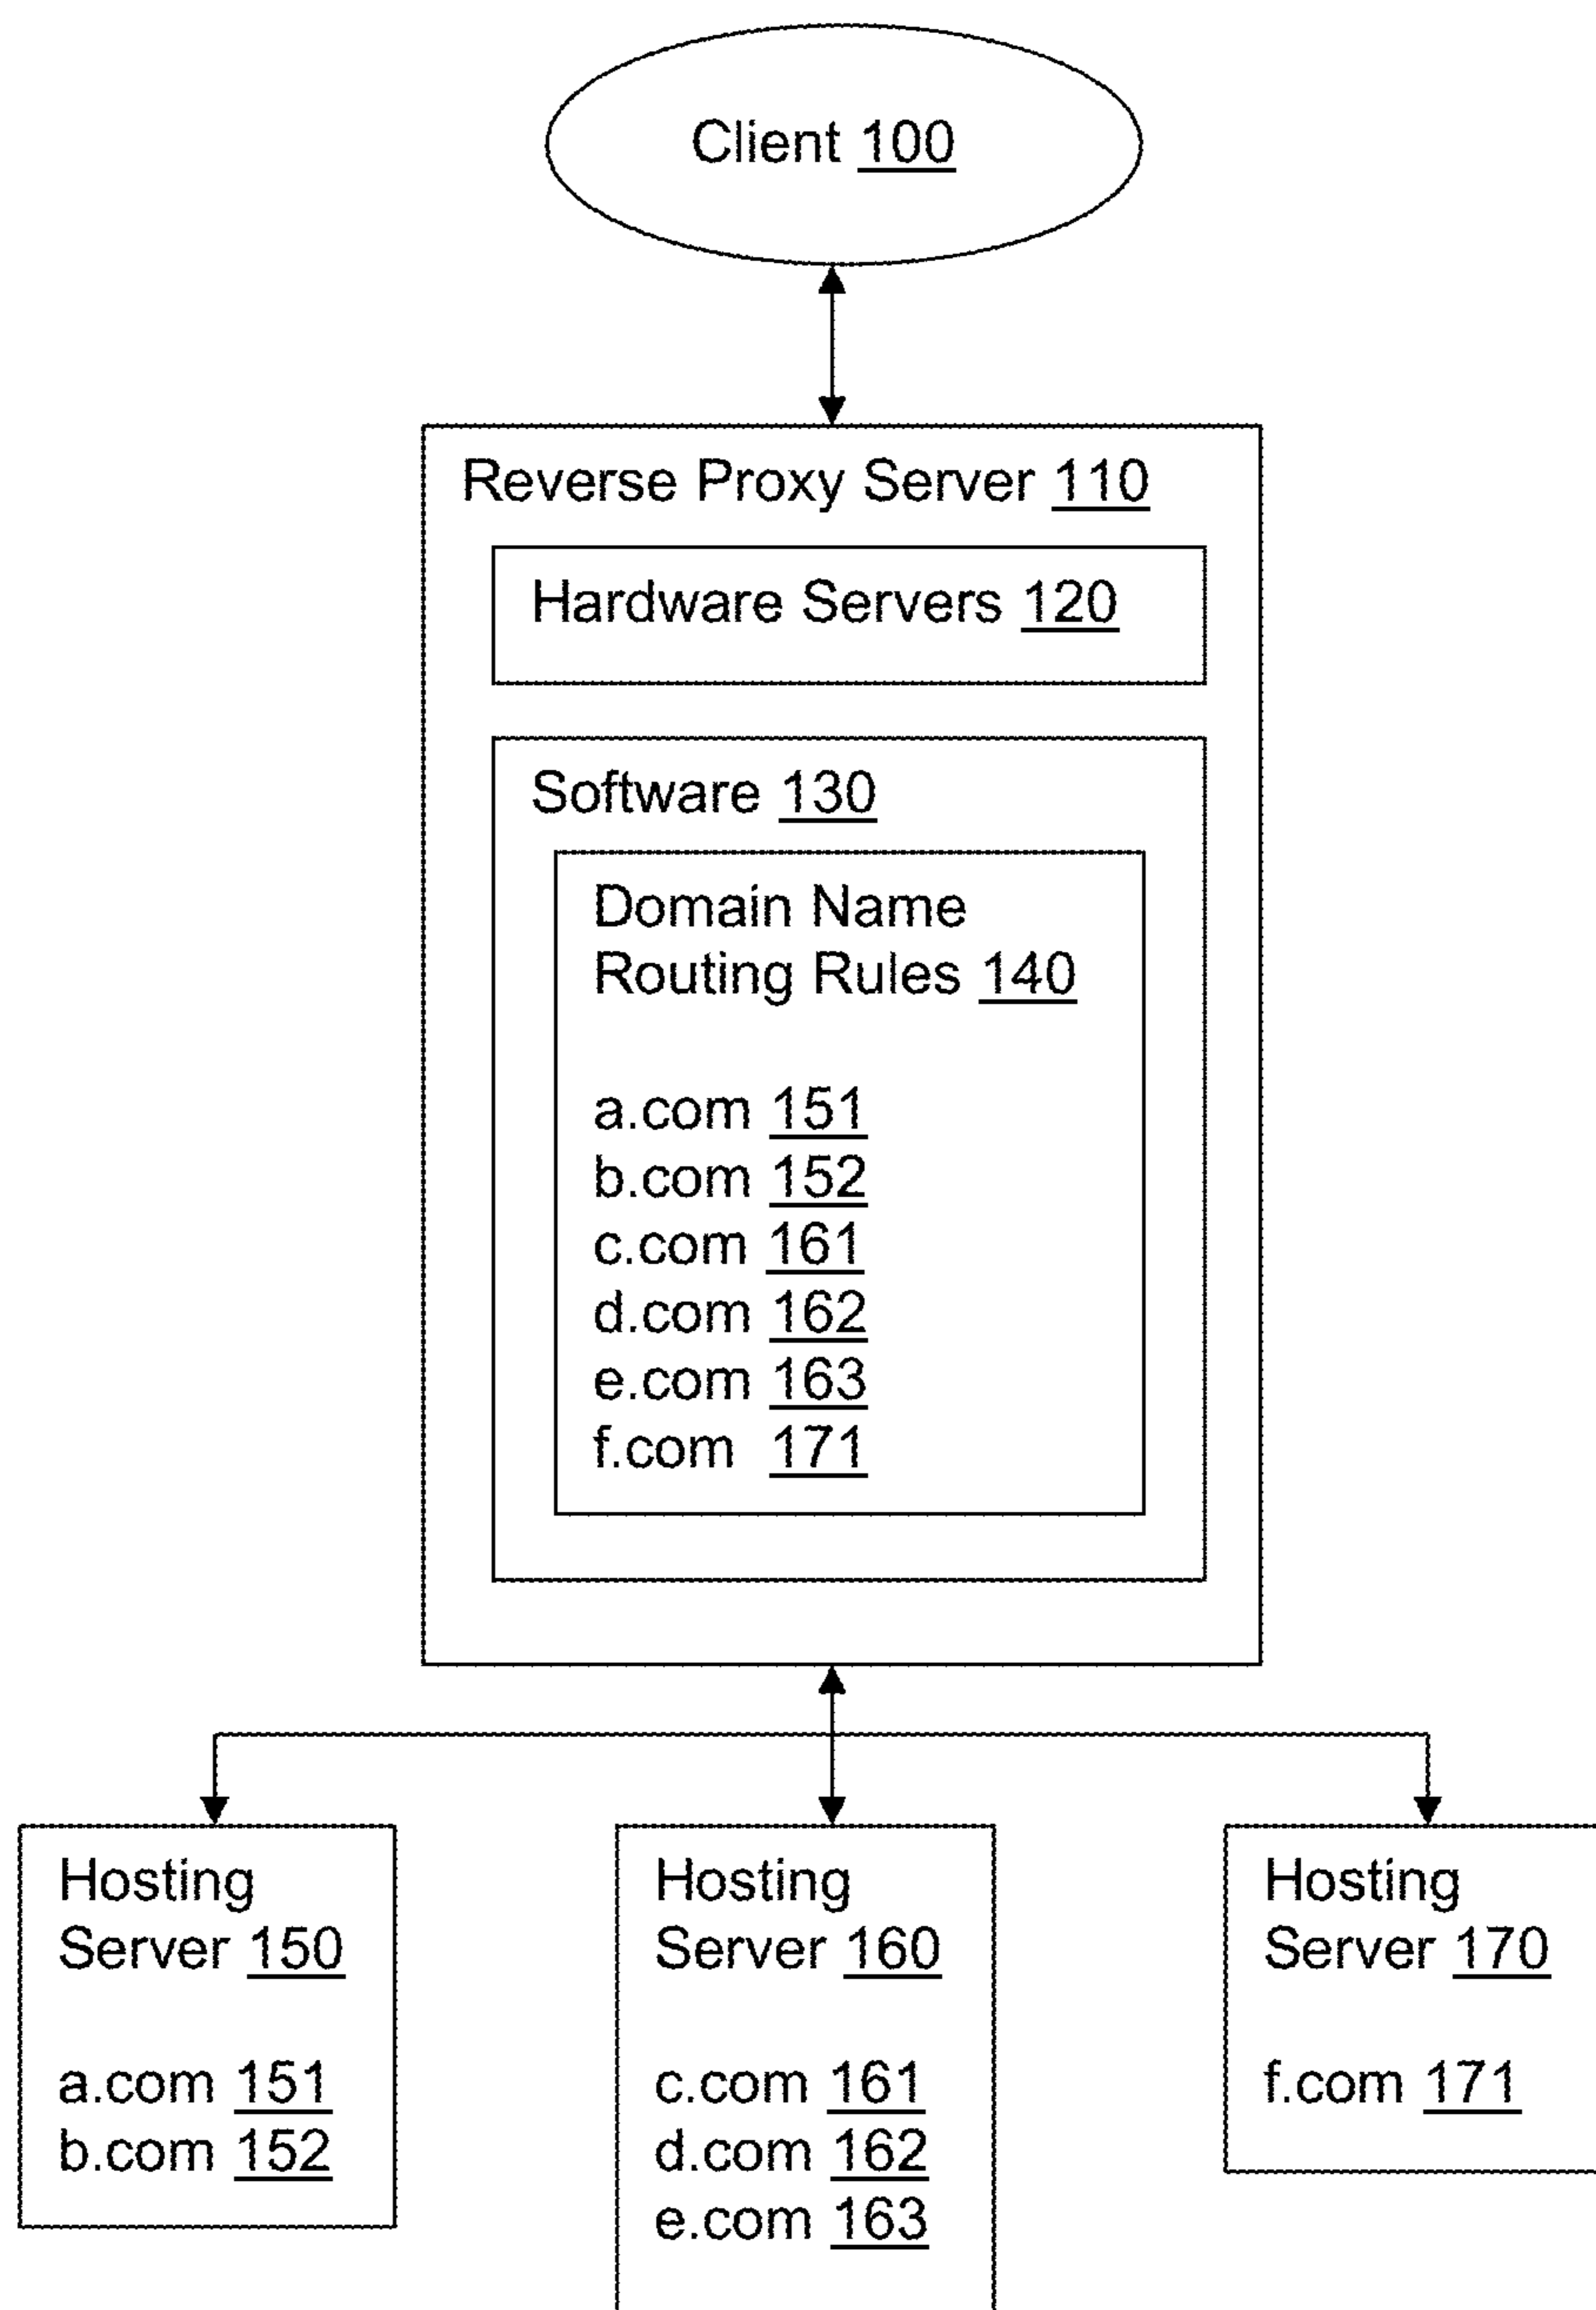 Client 100
Reverse Proxy Server 110
Hardware Servers 120
Software 130
Domain Name
Routing Rules 140
a.com 151
b.com 152
c.com 161
d.com 162
e.com 163
f.com 171
Hosting
Server 150
a.com 151
b.com 152
Hosting
Server 160
c.com 161
d.com 162
e.com 163
Hosting
Server 170
f.com 171